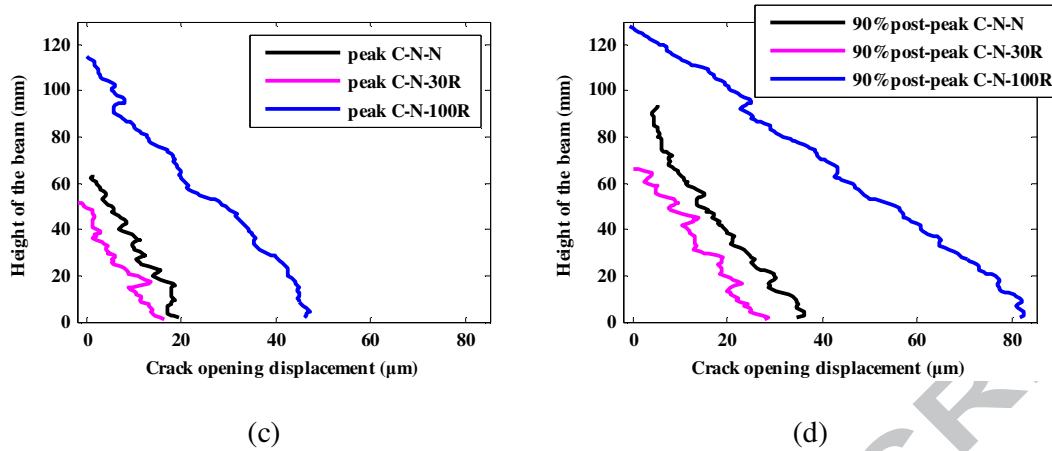 peak C-N-N
peak C-N-30R
peak C-N-100R
120
100
80
60
40
20
0
Height of the beam (mm)
0 20 40 60 80
Crack opening displacement (µm)
(c)
90%post-peak C-N-N
90%post-peak C-N-30R
90%post-peak C-N-100R
120
100
80
60
40
20
0
Height of the beam (mm)
0 20 40 60 80
Crack opening displacement (µm)
(d)
CR